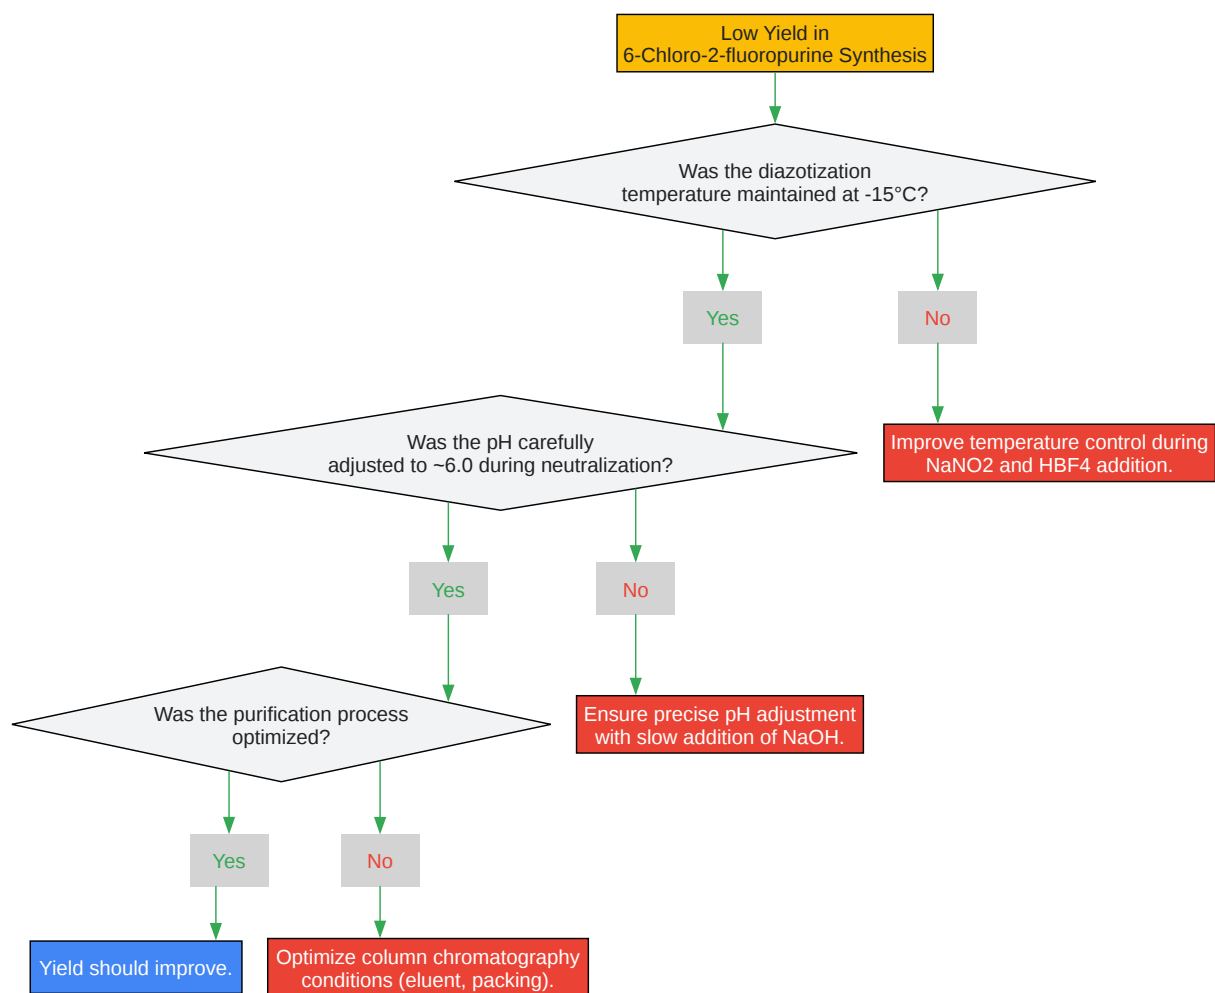 Low Yield in
6-Chloro-2-fluoropurine Synthesis
Was the diazotization
temperature maintained at -15°C?
Yes
No
Was the pH carefully
adjusted to ~6.0 during neutralization?
Improve temperature control during
NaNO2 and HBF4 addition.
Yes
No
Was the purification process
optimized?
Ensure precise pH adjustment
with slow addition of NaOH.
Yes
No
Yield should improve.
Optimize column chromatography
conditions (eluent, packing).